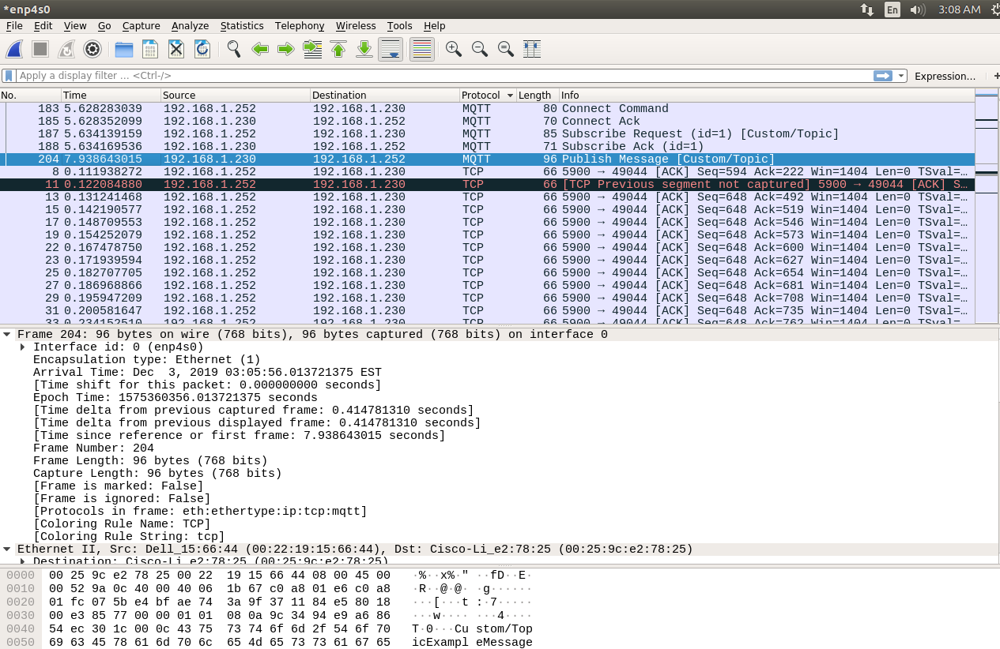 *enp4s0 En 3:08 AM
File Edit View Go Capture Analyze Statistics Telephony Wireless Tools Help
Apply a display filter ... <Ctrl-/> Expression... +
No. Time Source Destination Protocol Length Info
183 5.628283039 192.168.1.252 192.168.1.230 MQTT 80 Connect Command
185 5.628352099 192.168.1.230 192.168.1.252 MQTT 70 Connect Ack
187 5.634139159 192.168.1.252 192.168.1.230 MQTT 85 Subscribe Request (id=1) [Custom/Topic]
188 5.634169536 192.168.1.230 192.168.1.252 MQTT 71 Subscribe Ack (id=1)
204 7.938643015 192.168.1.230 192.168.1.252 MQTT 96 Publish Message [Custom/Topic]
8 0.111938272 192.168.1.252 192.168.1.230 TCP 66 5900 → 49044 [ACK] Seq=594 Ack=222 Win=1404 Len=0 TSval=…
11 0.122084880 192.168.1.252 192.168.1.230 TCP 66 [TCP Previous segment not captured] 5900 → 49044 [ACK] S…
13 0.131241468 192.168.1.252 192.168.1.230 TCP 66 5900 → 49044 [ACK] Seq=648 Ack=492 Win=1404 Len=0 TSval=…
15 0.142190577 192.168.1.252 192.168.1.230 TCP 66 5900 → 49044 [ACK] Seq=648 Ack=519 Win=1404 Len=0 TSval=…
17 0.148709553 192.168.1.252 192.168.1.230 TCP 66 5900 → 49044 [ACK] Seq=648 Ack=546 Win=1404 Len=0 TSval=…
19 0.154252079 192.168.1.252 192.168.1.230 TCP 66 5900 → 49044 [ACK] Seq=648 Ack=573 Win=1404 Len=0 TSval=…
22 0.167478750 192.168.1.252 192.168.1.230 TCP 66 5900 → 49044 [ACK] Seq=648 Ack=600 Win=1404 Len=0 TSval=…
23 0.171939594 192.168.1.252 192.168.1.230 TCP 66 5900 → 49044 [ACK] Seq=648 Ack=627 Win=1404 Len=0 TSval=…
25 0.182707705 192.168.1.252 192.168.1.230 TCP 66 5900 → 49044 [ACK] Seq=648 Ack=654 Win=1404 Len=0 TSval=…
27 0.186968866 192.168.1.252 192.168.1.230 TCP 66 5900 → 49044 [ACK] Seq=648 Ack=681 Win=1404 Len=0 TSval=…
29 0.195947209 192.168.1.252 192.168.1.230 TCP 66 5900 → 49044 [ACK] Seq=648 Ack=708 Win=1404 Len=0 TSval=…
31 0.200581647 192.168.1.252 192.168.1.230 TCP 66 5900 → 49044 [ACK] Seq=648 Ack=735 Win=1404 Len=0 TSval=…
33 0.234152510 192.168.1.252 192.168.1.230 TCP 66 5900 → 49044 [ACK] Seq=648 Ack=762 Win=1404 Len=0 TSval=…
Frame 204: 96 bytes on wire (768 bits), 96 bytes captured (768 bits) on interface 0
Interface id: 0 (enp4s0)
Encapsulation type: Ethernet (1)
Arrival Time: Dec  3, 2019 03:05:56.013721375 EST
[Time shift for this packet: 0.000000000 seconds]
Epoch Time: 1575360356.013721375 seconds
[Time delta from previous captured frame: 0.414781310 seconds]
[Time delta from previous displayed frame: 0.414781310 seconds]
[Time since reference or first frame: 7.938643015 seconds]
Frame Number: 204
Frame Length: 96 bytes (768 bits)
Capture Length: 96 bytes (768 bits)
[Frame is marked: False]
[Frame is ignored: False]
[Protocols in frame: eth:ethertype:ip:tcp:mqtt]
[Coloring Rule Name: TCP]
[Coloring Rule String: tcp]
Ethernet II, Src: Dell_15:66:44 (00:22:19:15:66:44), Dst: Cisco-Li_e2:78:25 (00:25:9c:e2:78:25)
Destination: Cisco-Li_e2:78:25 (00:25:9c:e2:78:25)
0000 00 25 9c e2 78 25 00 22 19 15 66 44 08 00 45 00 ·%··x%·" ··fD··E·
0010 00 52 9a 0c 40 00 40 06 1b 67 c0 a8 01 e6 c0 a8 ·R··@·@· ·g······
0020 01 fc 07 5b e4 bf ae 74 3a 9f 37 11 84 e5 80 18 ···[···t :·7·····
0030 00 e3 85 77 00 00 01 01 08 0a 9c 34 94 e9 a6 86 ···w···· ···4····
0040 54 ec 30 1c 00 0c 43 75 73 74 6f 6d 2f 54 6f 70 T·0···Cu stom/Top
0050 69 63 45 78 61 6d 70 6c 65 4d 65 73 73 61 67 65 icExampl eMessage